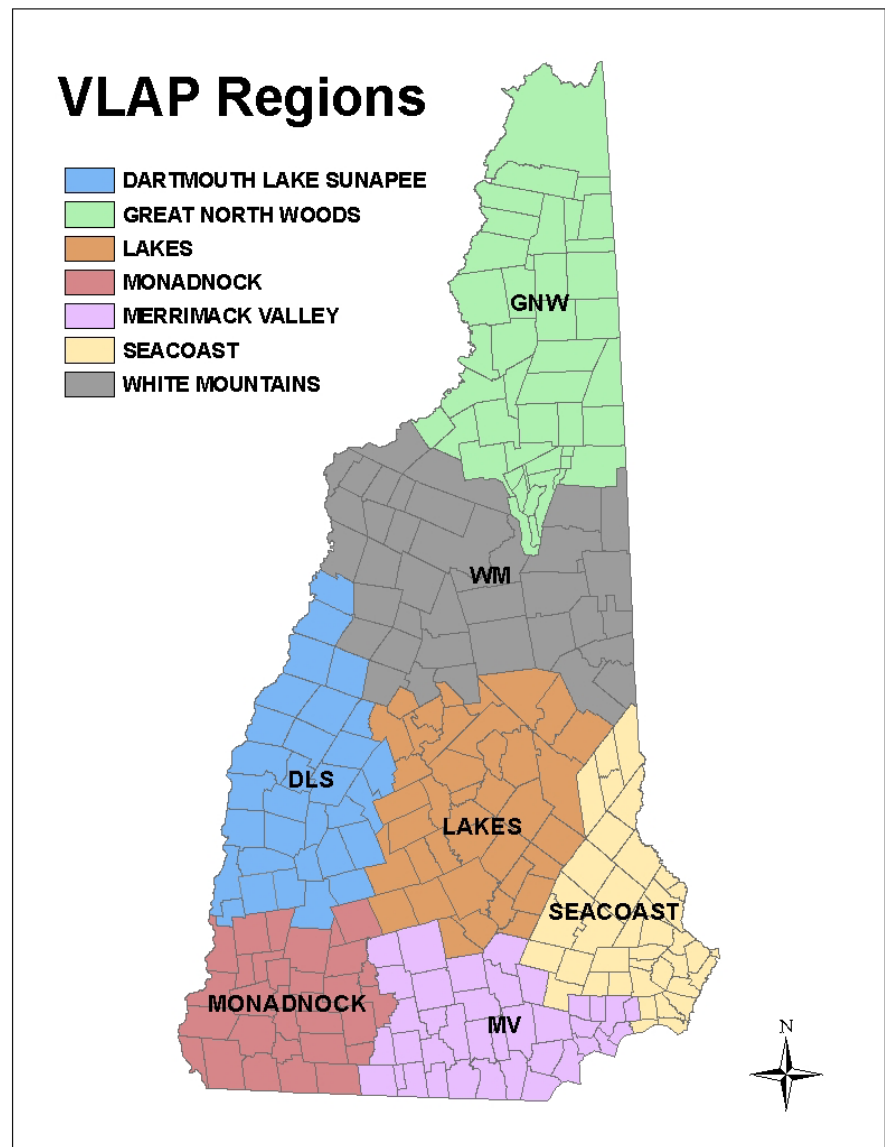 VLAP Regions
DARTMOUTH LAKE SUNAPEE
GREAT NORTH WOODS
LAKES
MONADNOCK
MERRIMACK VALLEY
SEACOAST
WHITE MOUNTAINS
GNW
WM
DLS
LAKES
SEACOAST
MONADNOCK
MV
N